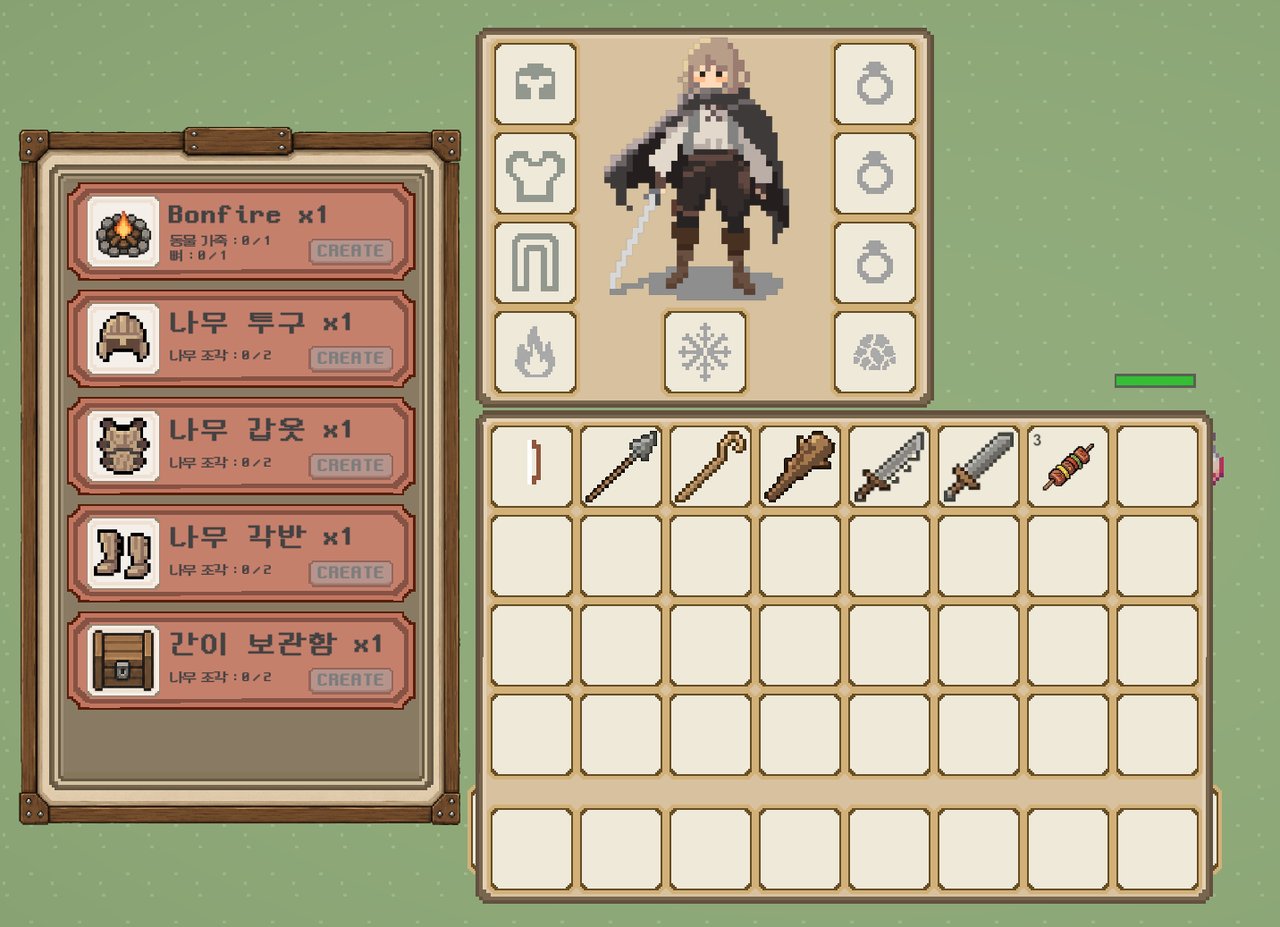 Bonfire x1
동물 가죽 : 0/1
뼈 : 0/1
CREATE
나무 투구 x1
나무 조각 : 0/2
CREATE
나무 갑옷 x1
나무 조각 : 0/2
CREATE
나무 각반 x1
나무 조각 : 0/2
CREATE
간이 보관함 x1
나무 조각 : 0/2
CREATE
3